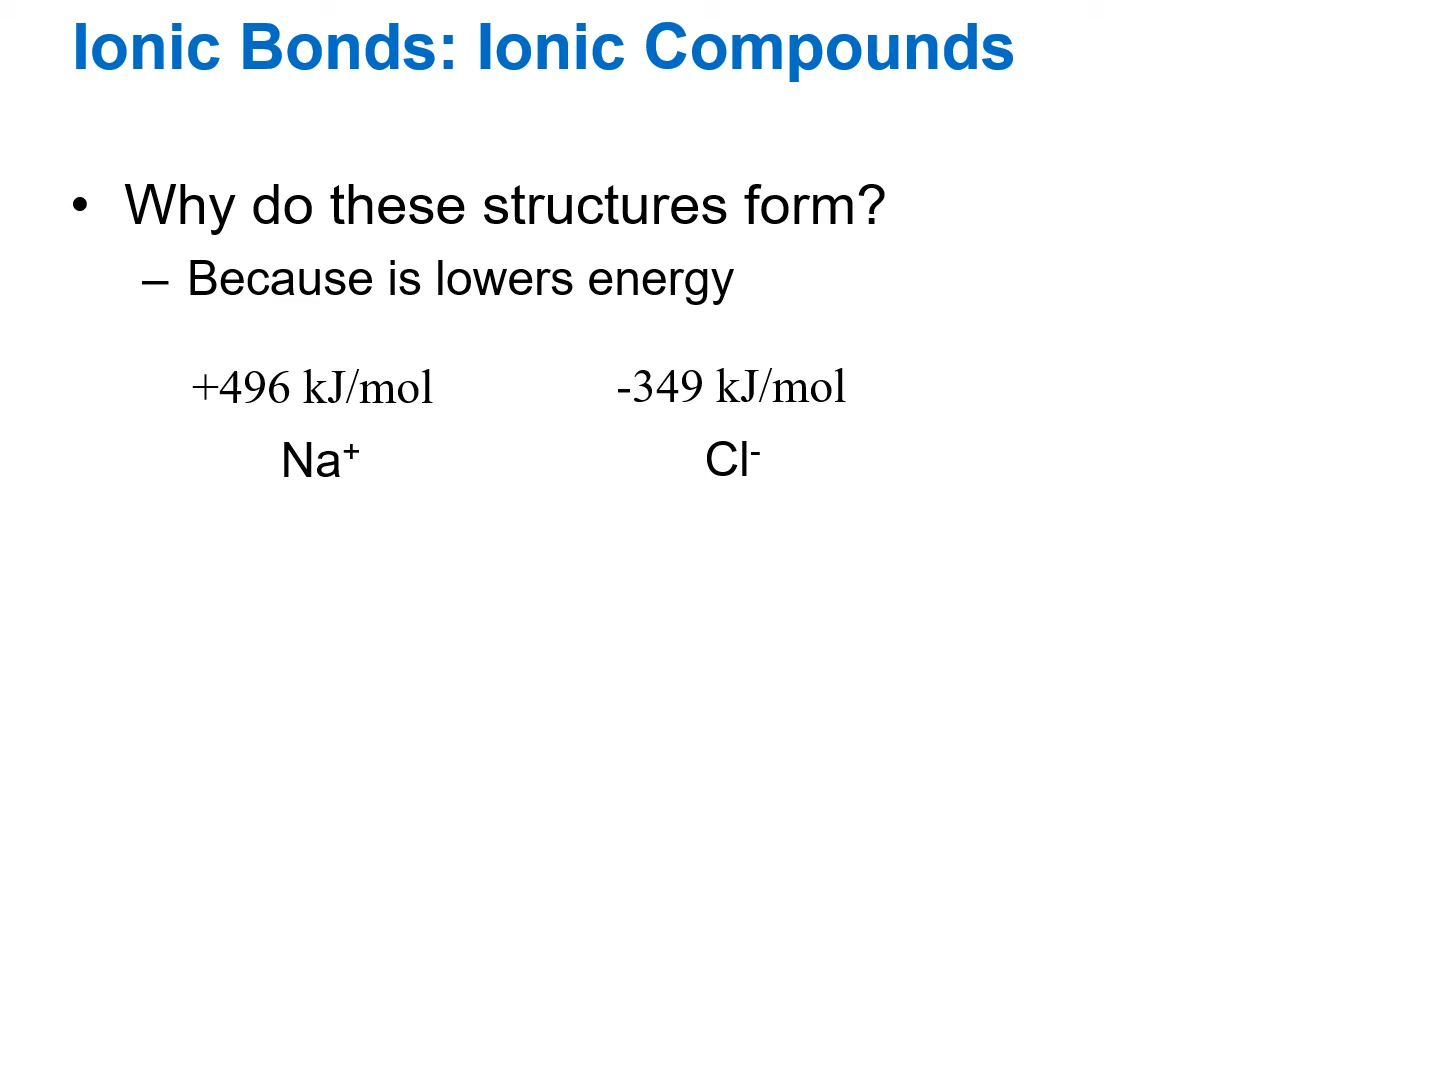 Ionic Bonds: Ionic Compounds
• Why do these structures form?
– Because is lowers energy
+496 kJ/mol -349 kJ/mol
Na⁺ Cl⁻